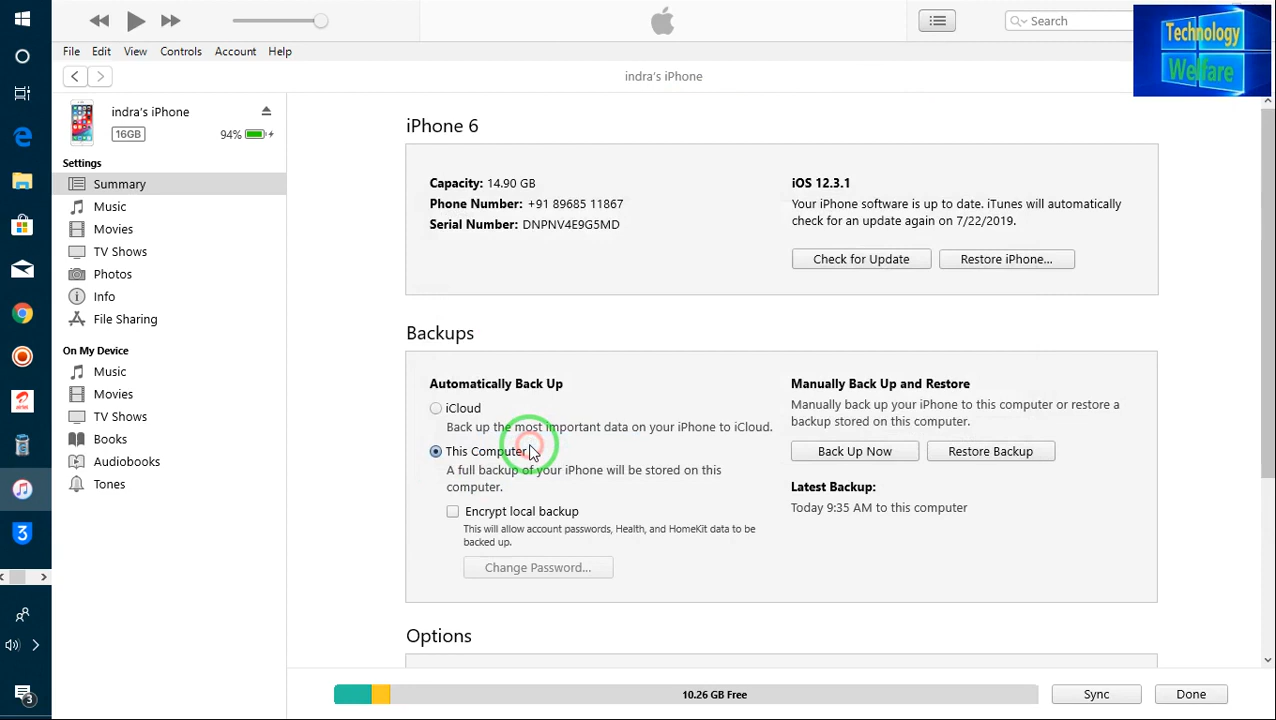 Search
Technology
Welfare
File Edit View Controls Account Help
indra's iPhone
indra's iPhone
16GB
94%
Settings
Summary
Music
Movies
TV Shows
Photos
Info
File Sharing
On My Device
Music
Movies
TV Shows
Books
Audiobooks
Tones
iPhone 6
Capacity: 14.90 GB
Phone Number: +91 89685 11867
Serial Number: DNPNV4E9G5MD
iOS 12.3.1
Your iPhone software is up to date. iTunes will automatically
check for an update again on 7/22/2019.
Check for Update
Restore iPhone...
Backups
Automatically Back Up
iCloud
Back up the most important data on your iPhone to iCloud.
This Computer
A full backup of your iPhone will be stored on this
computer.
Encrypt local backup
This will allow account passwords, Health, and HomeKit data to be
backed up.
Change Password...
Manually Back Up and Restore
Manually back up your iPhone to this computer or restore a
backup stored on this computer.
Back Up Now
Restore Backup
Latest Backup:
Today 9:35 AM to this computer
Options
10.26 GB Free
Sync
Done
airtel
3
3